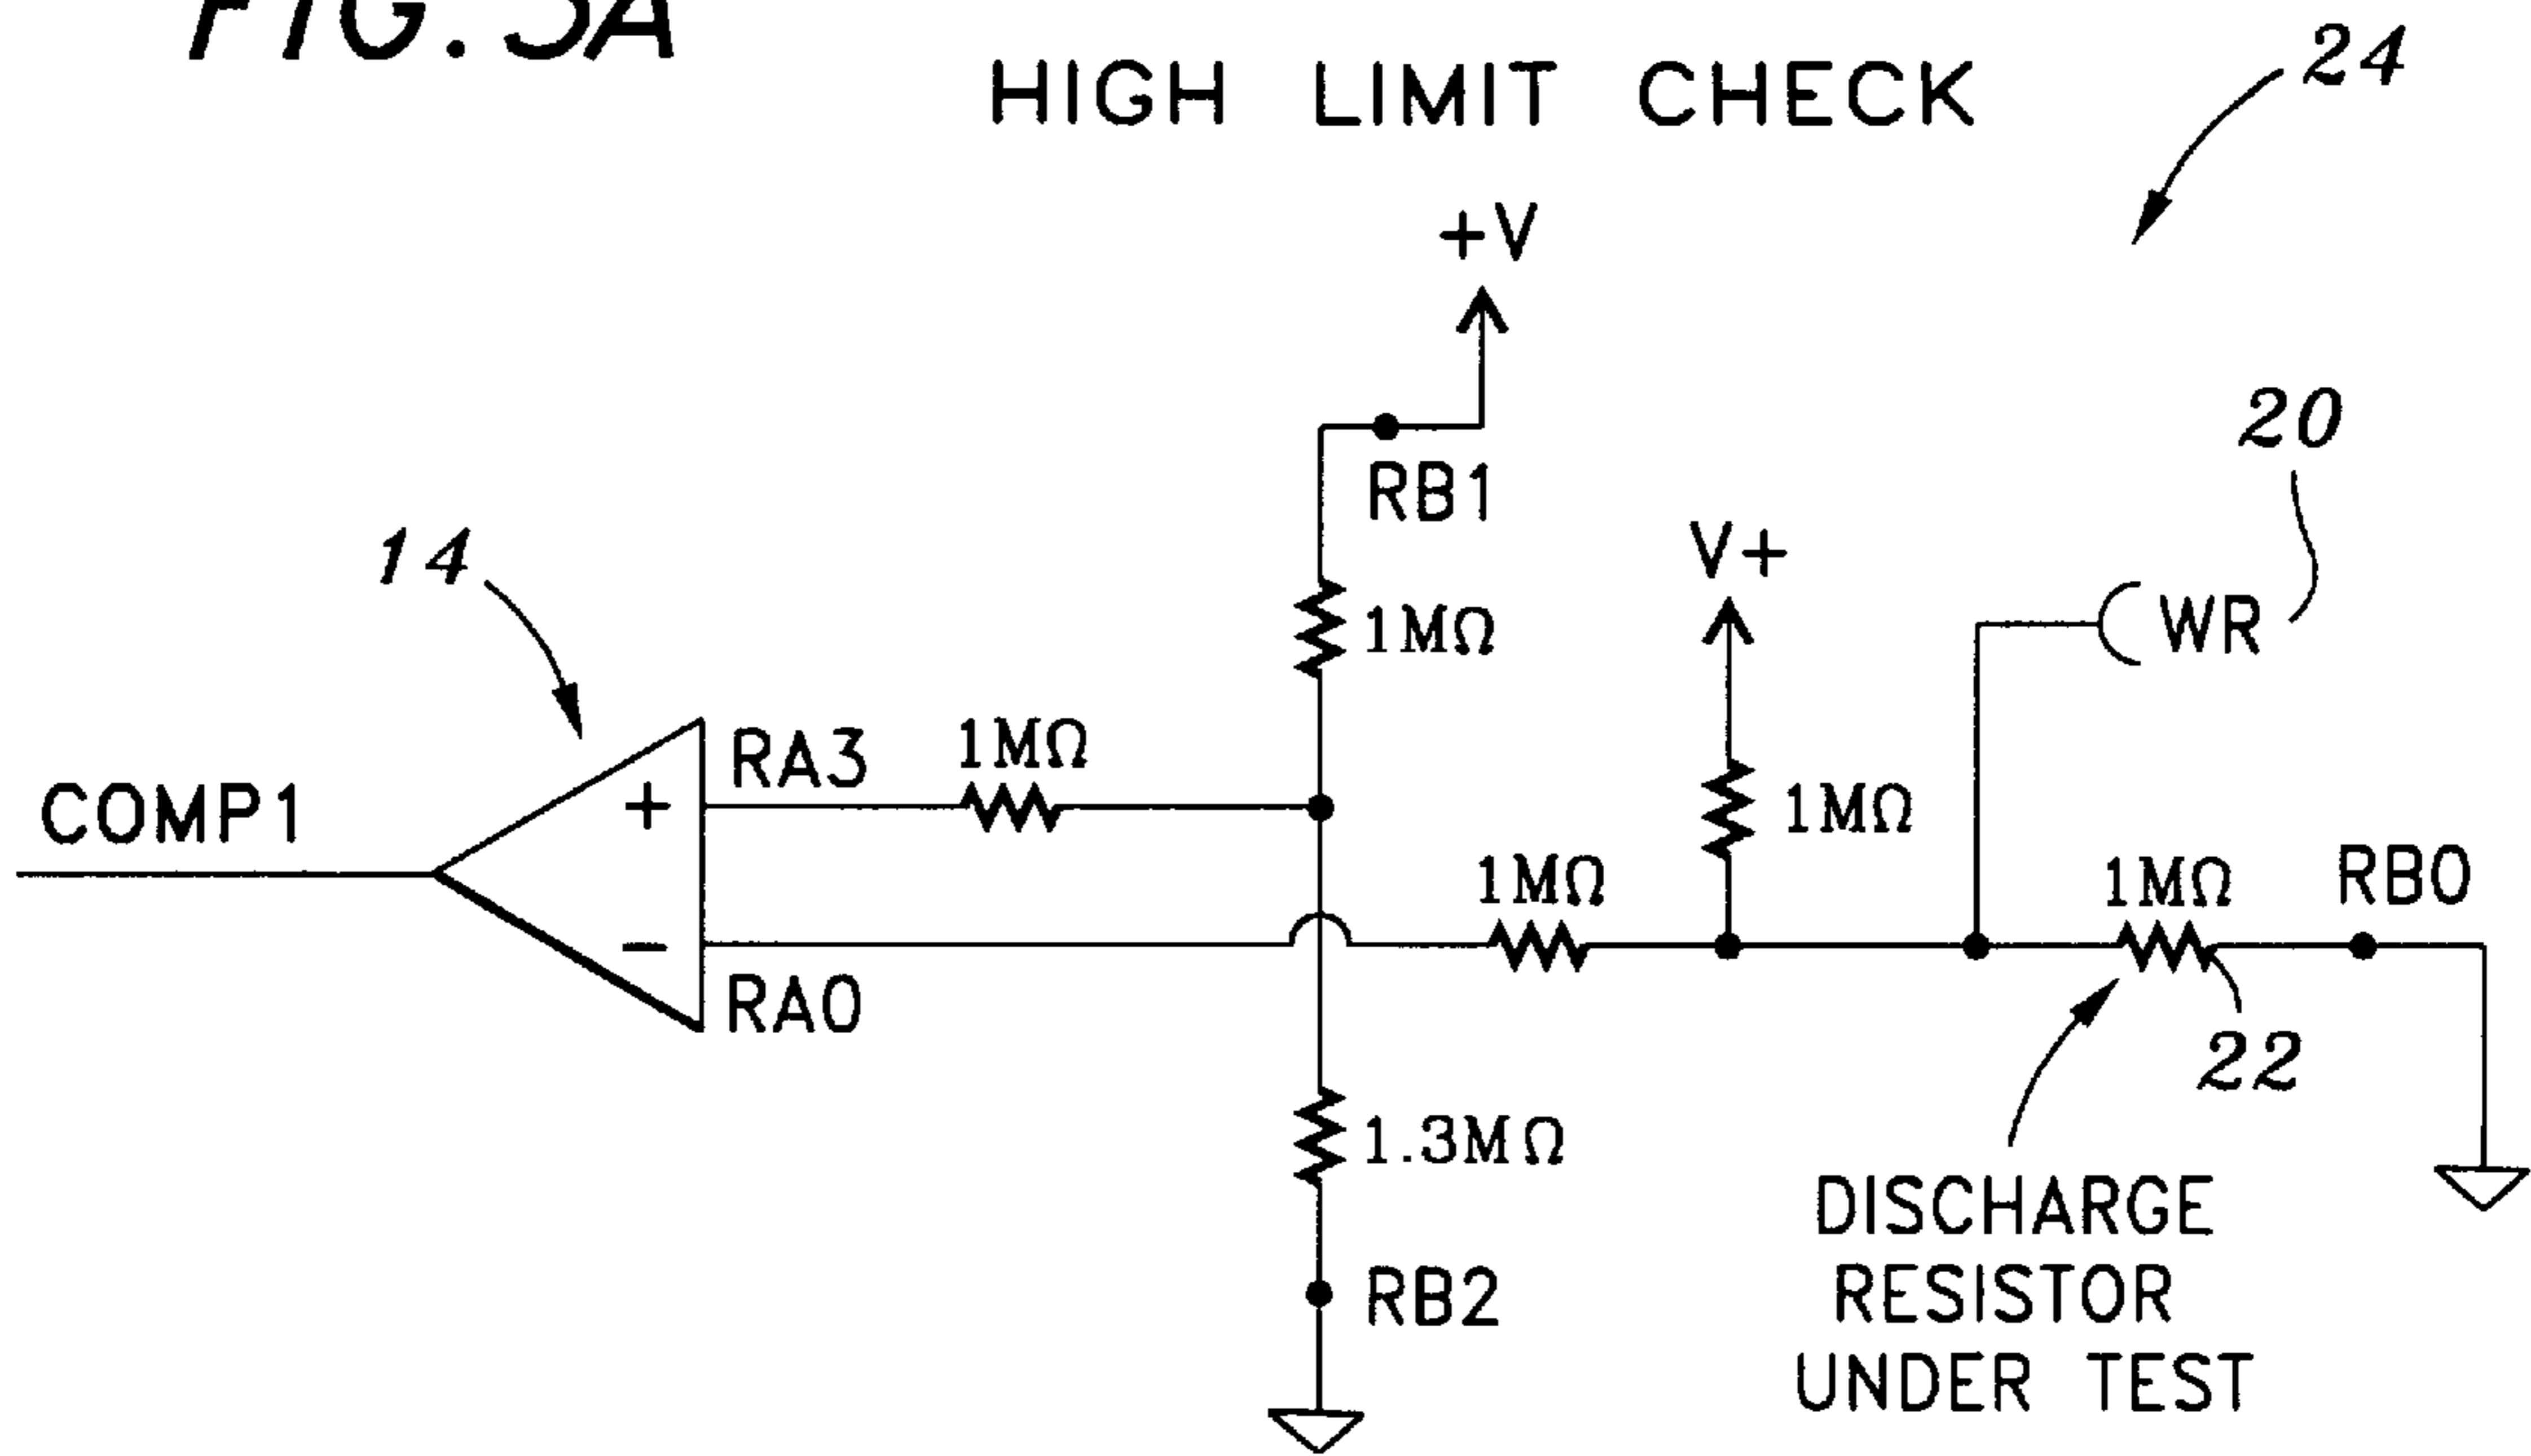 FIG. 5A
HIGH LIMIT CHECK
24
+V
20
RB1
14
V+
WR
1MΩ
RA3
1MΩ
COMP1
+
1MΩ
1MΩ
1MΩ
RB0
−
RA0
22
1.3MΩ
DISCHARGE
RESISTOR
UNDER TEST
RB2